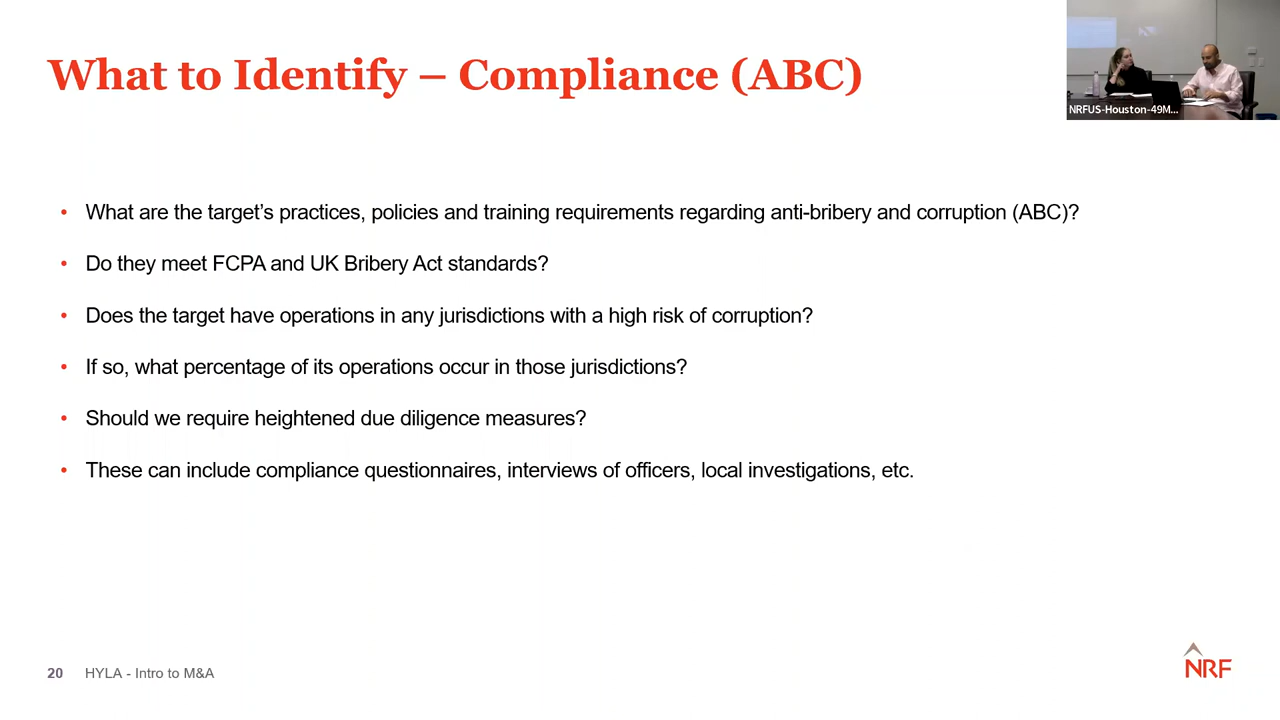 What to Identify – Compliance (ABC)
NRFUS-Houston-49M...
• What are the target’s practices, policies and training requirements regarding anti-bribery and corruption (ABC)?
• Do they meet FCPA and UK Bribery Act standards?
• Does the target have operations in any jurisdictions with a high risk of corruption?
• If so, what percentage of its operations occur in those jurisdictions?
• Should we require heightened due diligence measures?
• These can include compliance questionnaires, interviews of officers, local investigations, etc.
20 HYLA - Intro to M&A
NRF